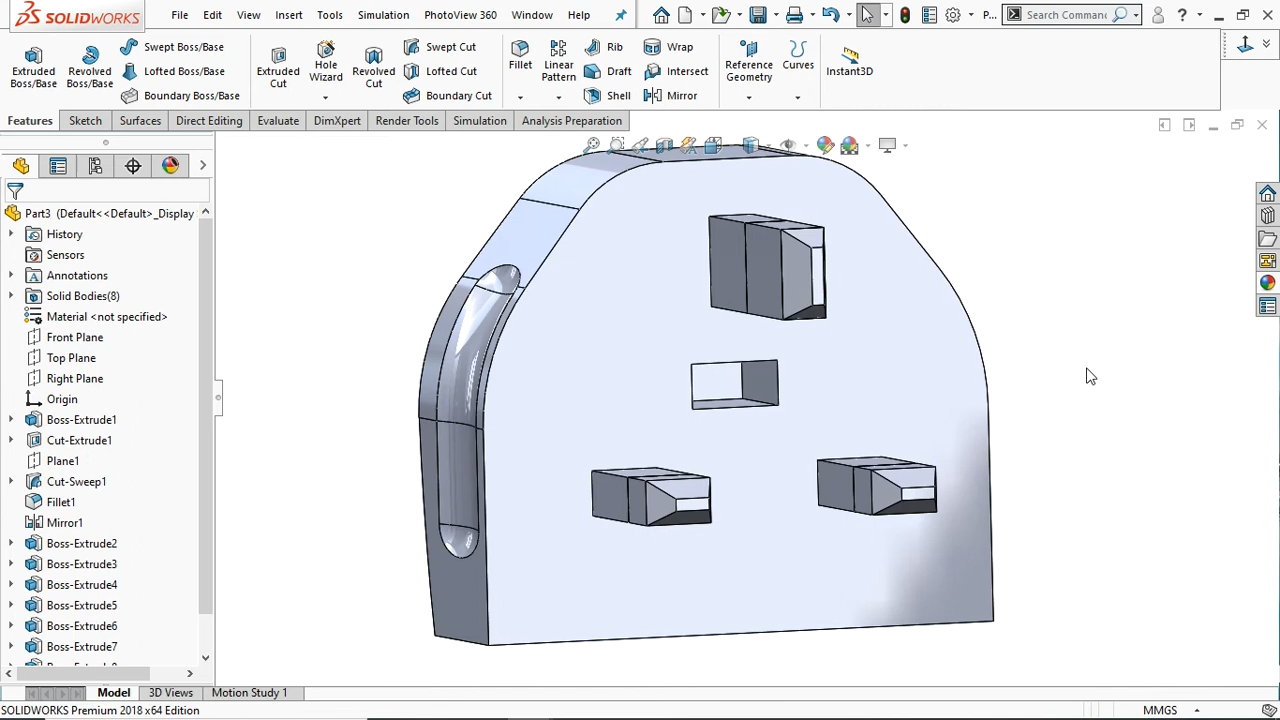 SOLIDWORKS File Edit View Insert Tools Simulation PhotoView 360 Window Help P... Search Comman ?
Extruded Boss/Base Revolved Boss/Base Swept Boss/Base Lofted Boss/Base Boundary Boss/Base Extruded Cut Hole Wizard Revolved Cut Swept Cut Lofted Cut Boundary Cut Fillet Linear Pattern Rib Draft Shell Wrap Intersect Mirror Reference Geometry Curves Instant3D
Features Sketch Surfaces Direct Editing Evaluate DimXpert Render Tools Simulation Analysis Preparation
Part3 (Default<<Default>_Display
History
Sensors
Annotations
Solid Bodies(8)
Material <not specified>
Front Plane
Top Plane
Right Plane
Origin
Boss-Extrude1
Cut-Extrude1
Plane1
Cut-Sweep1
Fillet1
Mirror1
Boss-Extrude2
Boss-Extrude3
Boss-Extrude4
Boss-Extrude5
Boss-Extrude6
Boss-Extrude7
Model 3D Views Motion Study 1
SOLIDWORKS Premium 2018 x64 Edition MMGS